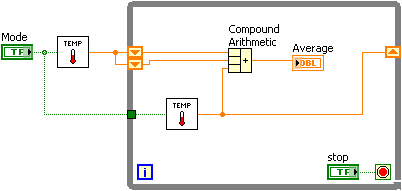 Compound
Arithmetic
Mode
TF
TEMP
+
Average
DBL
TEMP
i
stop
TF